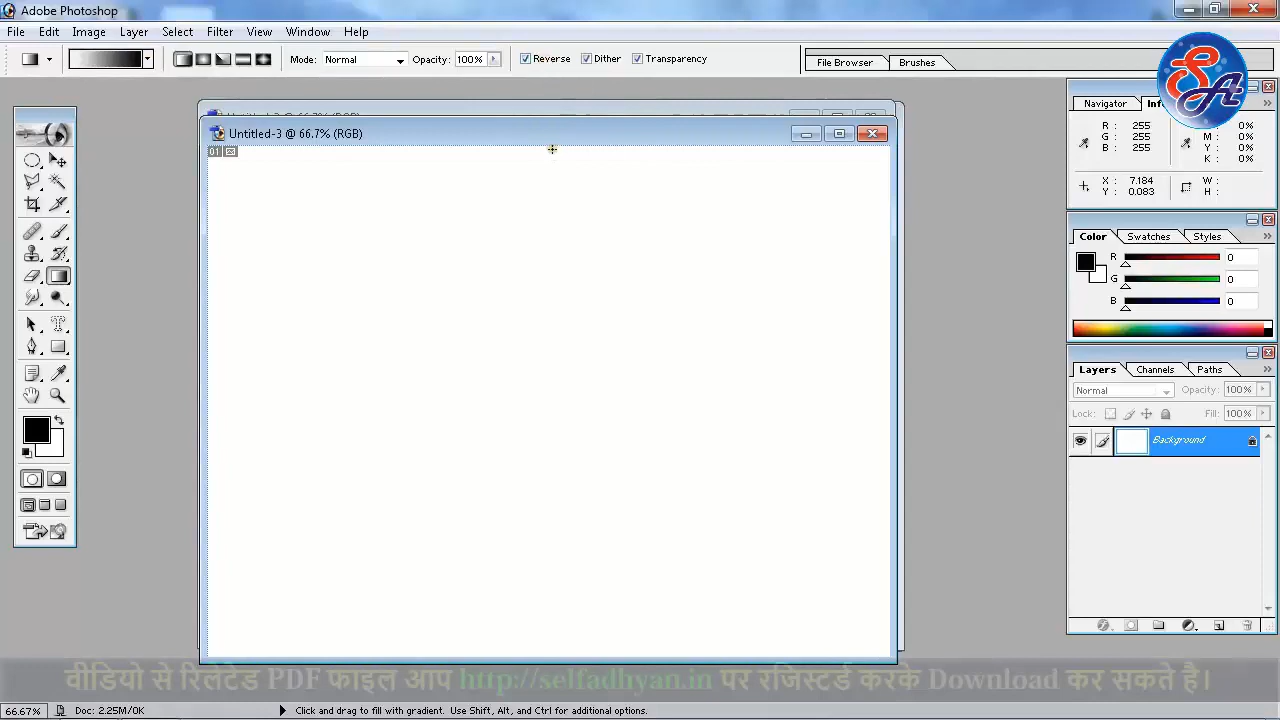 Adobe Photoshop
File Edit Image Layer Select Filter View Window Help
Mode: Normal Opacity: 100% Reverse Dither Transparency File Browser Brushes
SA
Untitled-3 @ 66.7% (RGB)
01
Navigator
R : 255 M : 0%
G : 255 Y : 0%
B : 255 K : 0%
X : 7.184 W :
Y : 0.083 H :
Color Swatches Styles
R 0
G 0
B 0
Layers Channels Paths
Normal Opacity: 100%
Lock: Fill: 100%
Background
वीडियो से रिलेटेड PDF फाइल आप http://selfadhyan.in पर रजिस्टर्ड करके Download कर सकते है।
66.67% Doc: 2.25M/0K Click and drag to fill with gradient. Use Shift, Alt, and Ctrl for additional options.